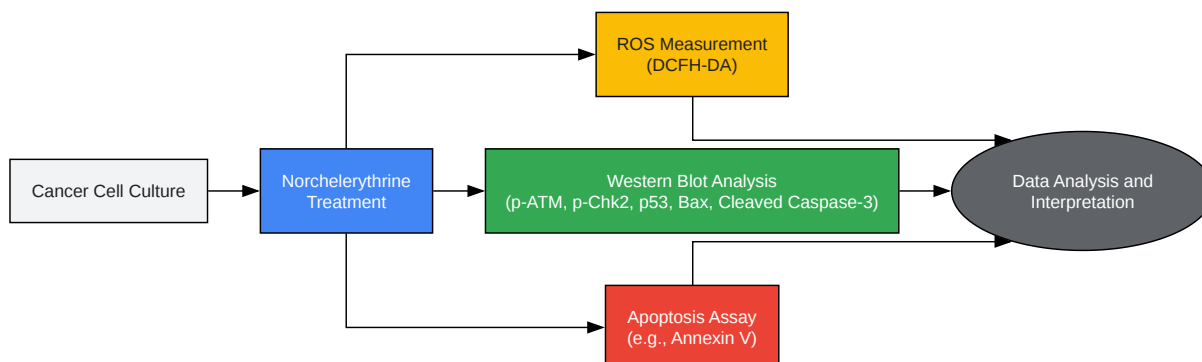 Cancer Cell Culture
Norchelerythrine
Treatment
ROS Measurement
(DCFH-DA)
Western Blot Analysis
(p-ATM, p-Chk2, p53, Bax, Cleaved Caspase-3)
Apoptosis Assay
(e.g., Annexin V)
Data Analysis and
Interpretation